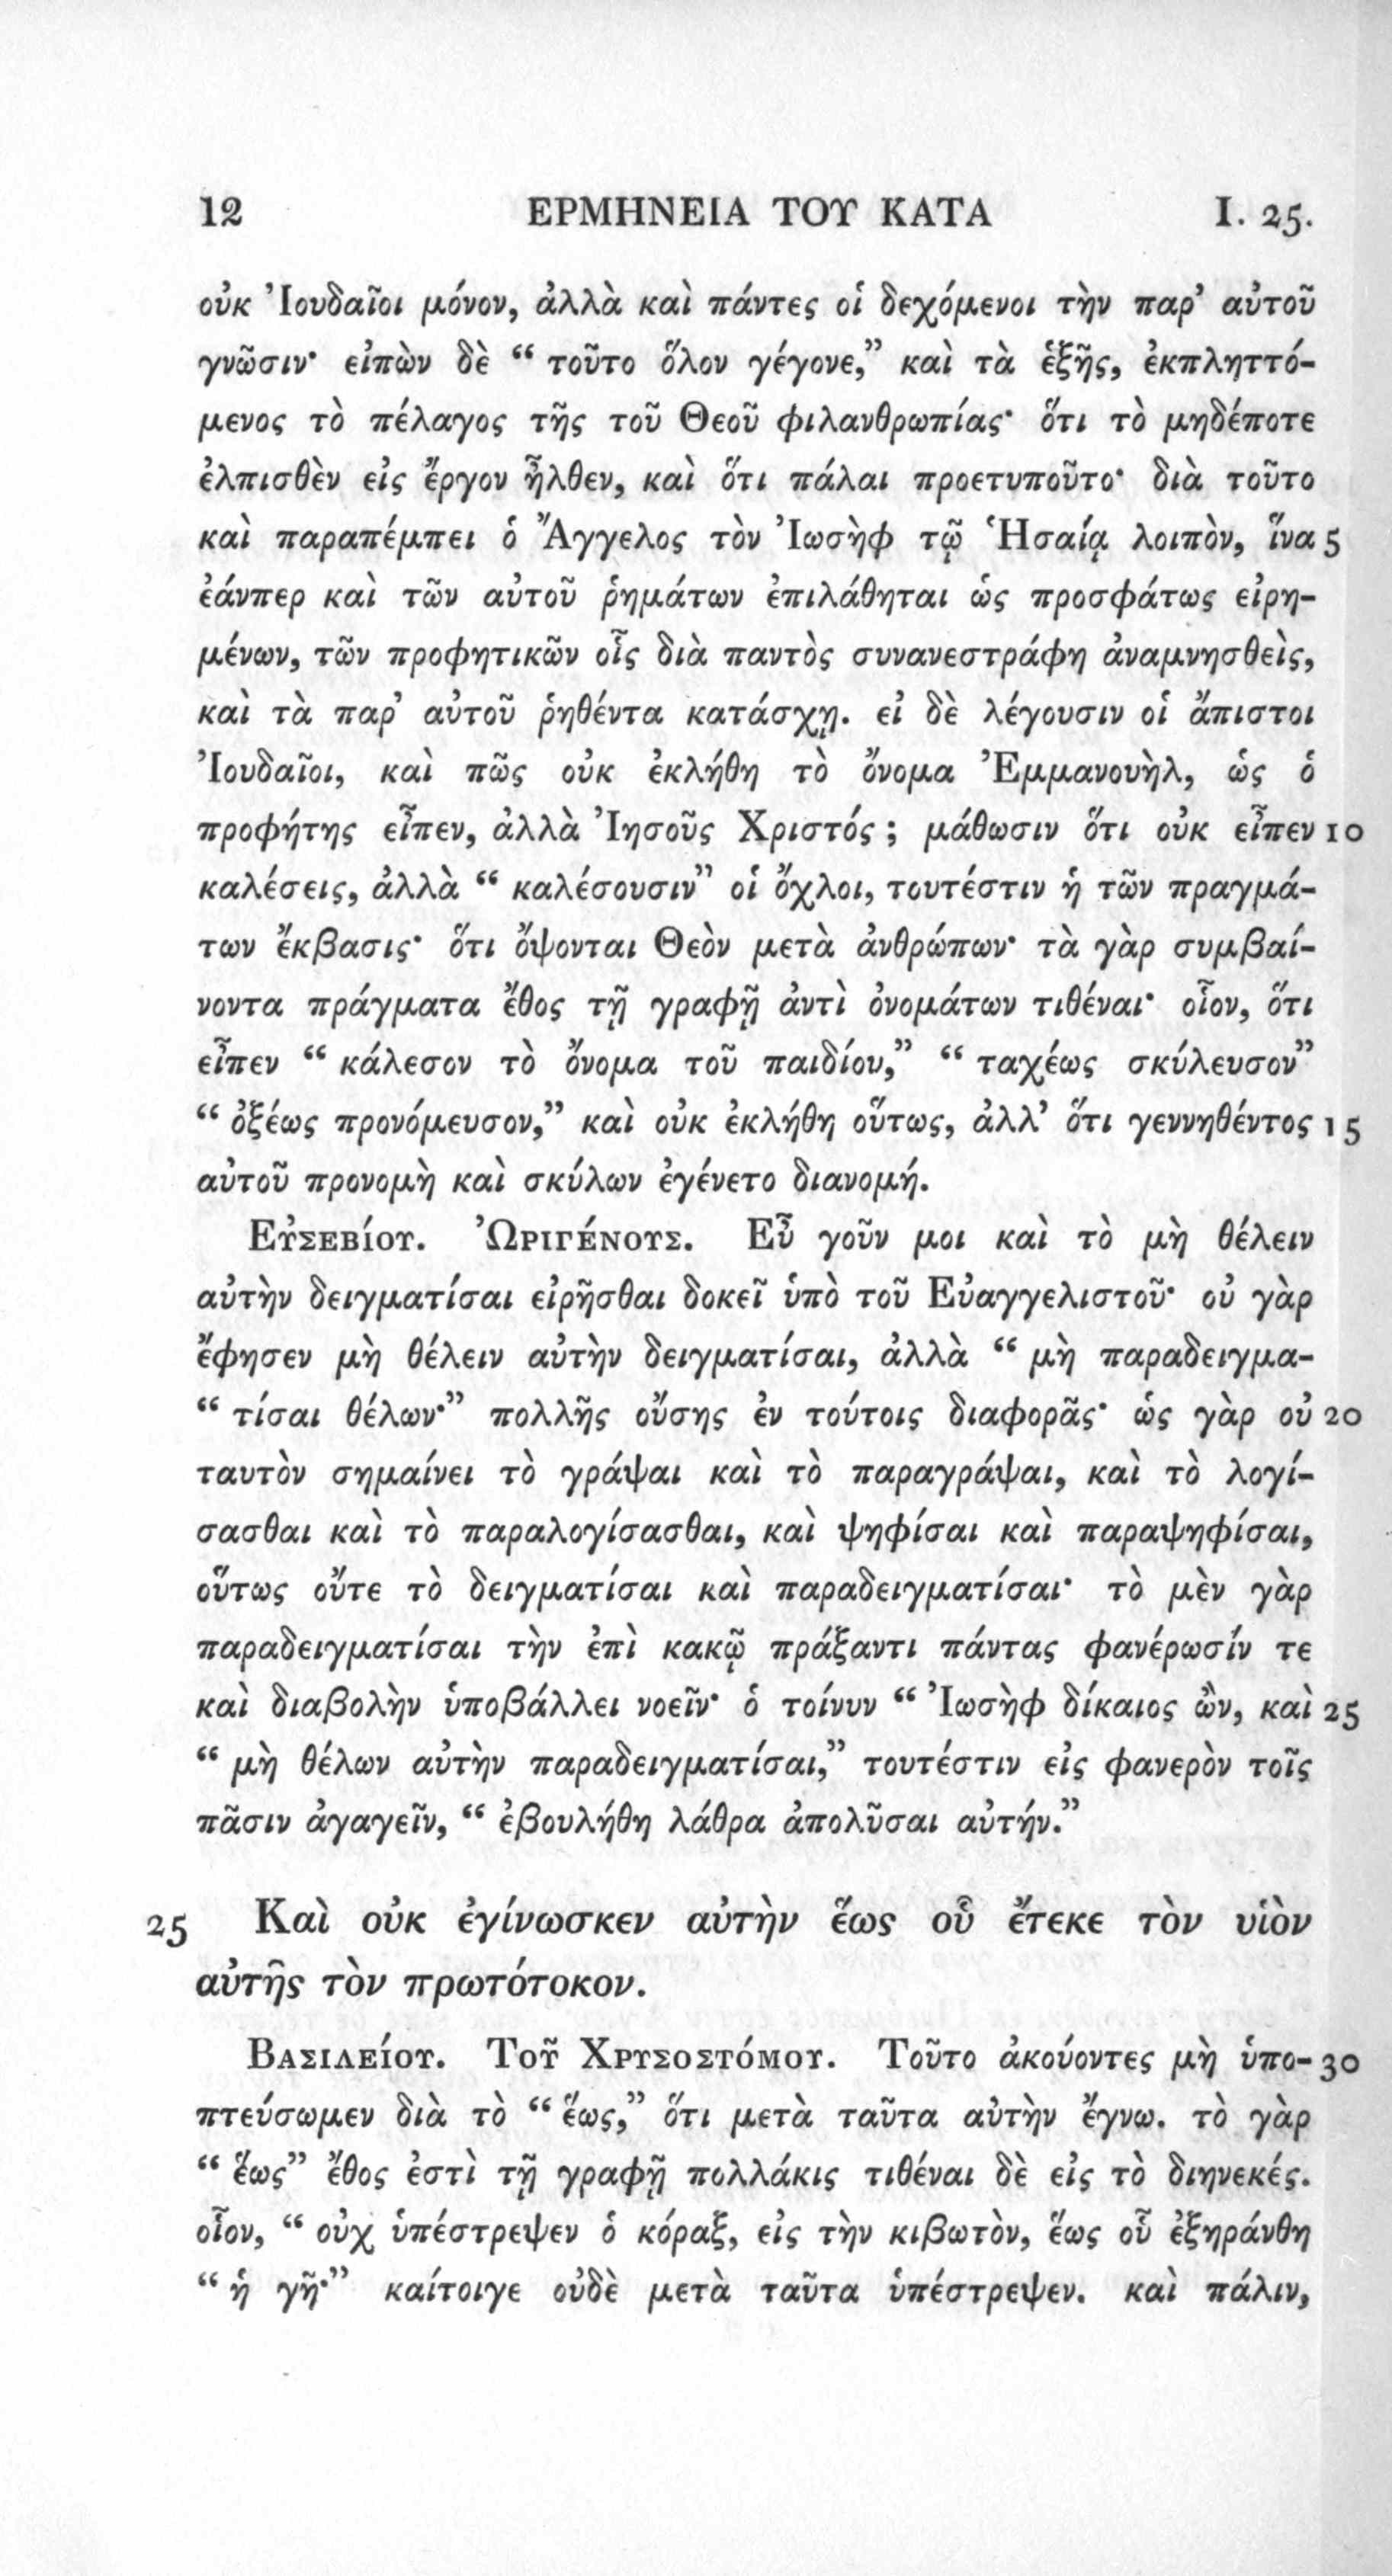 12 ΕΡΜΗΝΕΙΑ ΤΟΥ ΚΑΤΑ I. 25.
οὐκ Ἰουδαῖοι μόνον, ἀλλὰ καὶ πάντες οἱ δεχόμενοι τὴν παρ’ αὐτοῦ
γνῶσιν· εἰπὼν δὲ “ τοῦτο ὅλον γέγονε,” καὶ τὰ ἑξῆς, ἐκπληττό-
μενος τὸ πέλαγος τῆς τοῦ Θεοῦ φιλανθρωπίας· ὅτι τὸ μηδέποτε
ἐλπισθὲν εἰς ἔργον ἦλθεν, καὶ ὅτι πάλαι προετυποῦτο· διὰ τοῦτο
καὶ παραπέμπει ὁ Ἄγγελος τὸν Ἰωσὴφ τῷ Ἡσαΐᾳ λοιπὸν, ἵνα 5
ἐάνπερ καὶ τῶν αὐτοῦ ῥημάτων ἐπιλάθηται ὡς προσφάτως εἰρη-
μένων, τῶν προφητικῶν οἷς διὰ παντὸς συνανεστράφη ἀναμνησθεὶς,
καὶ τὰ παρ’ αὐτοῦ ῥηθέντα κατάσχῃ. εἰ δὲ λέγουσιν οἱ ἄπιστοι
Ἰουδαῖοι, καὶ πῶς οὐκ ἐκλήθη τὸ ὄνομα Ἐμμανουὴλ, ὡς ὁ
προφήτης εἶπεν, ἀλλὰ Ἰησοῦς Χριστός ; μάθωσιν ὅτι οὐκ εἶπεν 10
καλέσεις, ἀλλὰ “ καλέσουσιν” οἱ ὄχλοι, τουτέστιν ἡ τῶν πραγμά-
των ἔκβασις· ὅτι ὄψονται Θεὸν μετὰ ἀνθρώπων· τὰ γὰρ συμβαί-
νοντα πράγματα ἔθος τῇ γραφῇ ἀντὶ ὀνομάτων τιθέναι· οἷον, ὅτι
εἶπεν “ κάλεσον τὸ ὄνομα τοῦ παιδίου,” “ ταχέως σκύλευσον”
“ ὀξέως προνόμευσον,” καὶ οὐκ ἐκλήθη οὕτως, ἀλλ’ ὅτι γεννηθέντος 15
αὐτοῦ προνομὴ καὶ σκύλων ἐγένετο διανομή.
Εὐσεβίου. Ὠριγένους. Εὖ γοῦν μοι καὶ τὸ μὴ θέλειν
αὐτὴν δειγματίσαι εἰρῆσθαι δοκεῖ ὑπὸ τοῦ Εὐαγγελιστοῦ· οὐ γὰρ
ἔφησεν μὴ θέλειν αὐτὴν δειγματίσαι, ἀλλὰ “ μὴ παραδειγμα-
“ τίσαι θέλων·” πολλῆς οὔσης ἐν τούτοις διαφορᾶς· ὡς γὰρ οὐ 20
ταυτὸν σημαίνει τὸ γράψαι καὶ τὸ παραγράψαι, καὶ τὸ λογί-
σασθαι καὶ τὸ παραλογίσασθαι, καὶ ψηφίσαι καὶ παραψηφίσαι,
οὕτως οὔτε τὸ δειγματίσαι καὶ παραδειγματίσαι· τὸ μὲν γὰρ
παραδειγματίσαι τὴν ἐπὶ κακῷ πράξαντι πάντας φανέρωσίν τε
καὶ διαβολὴν ὑποβάλλει νοεῖν· ὁ τοίνυν “ Ἰωσὴφ δίκαιος ὢν, καὶ 25
“ μὴ θέλων αὐτὴν παραδειγματίσαι,” τουτέστιν εἰς φανερὸν τοῖς
πᾶσιν ἀγαγεῖν, “ ἐβουλήθη λάθρα ἀπολῦσαι αὐτήν.”
25 Καὶ οὐκ ἐγίνωσκεν αὐτὴν ἕως οὗ ἔτεκε τὸν υἱὸν
αὐτῆς τὸν πρωτότοκον.
Βασιλείου. Τοῦ Χρυσοστόμου. Τοῦτο ἀκούοντες μὴ ὑπο- 30
πτεύσωμεν διὰ τὸ “ ἕως,” ὅτι μετὰ ταῦτα αὐτὴν ἔγνω. τὸ γὰρ
“ ἕως” ἔθος ἐστὶ τῇ γραφῇ πολλάκις τιθέναι δὲ εἰς τὸ διηνεκές.
οἷον, “ οὐχ ὑπέστρεψεν ὁ κόραξ, εἰς τὴν κιβωτὸν, ἕως οὗ ἐξηράνθη
“ ἡ γῆ·” καίτοιγε οὐδὲ μετὰ ταῦτα ὑπέστρεψεν. καὶ πάλιν,